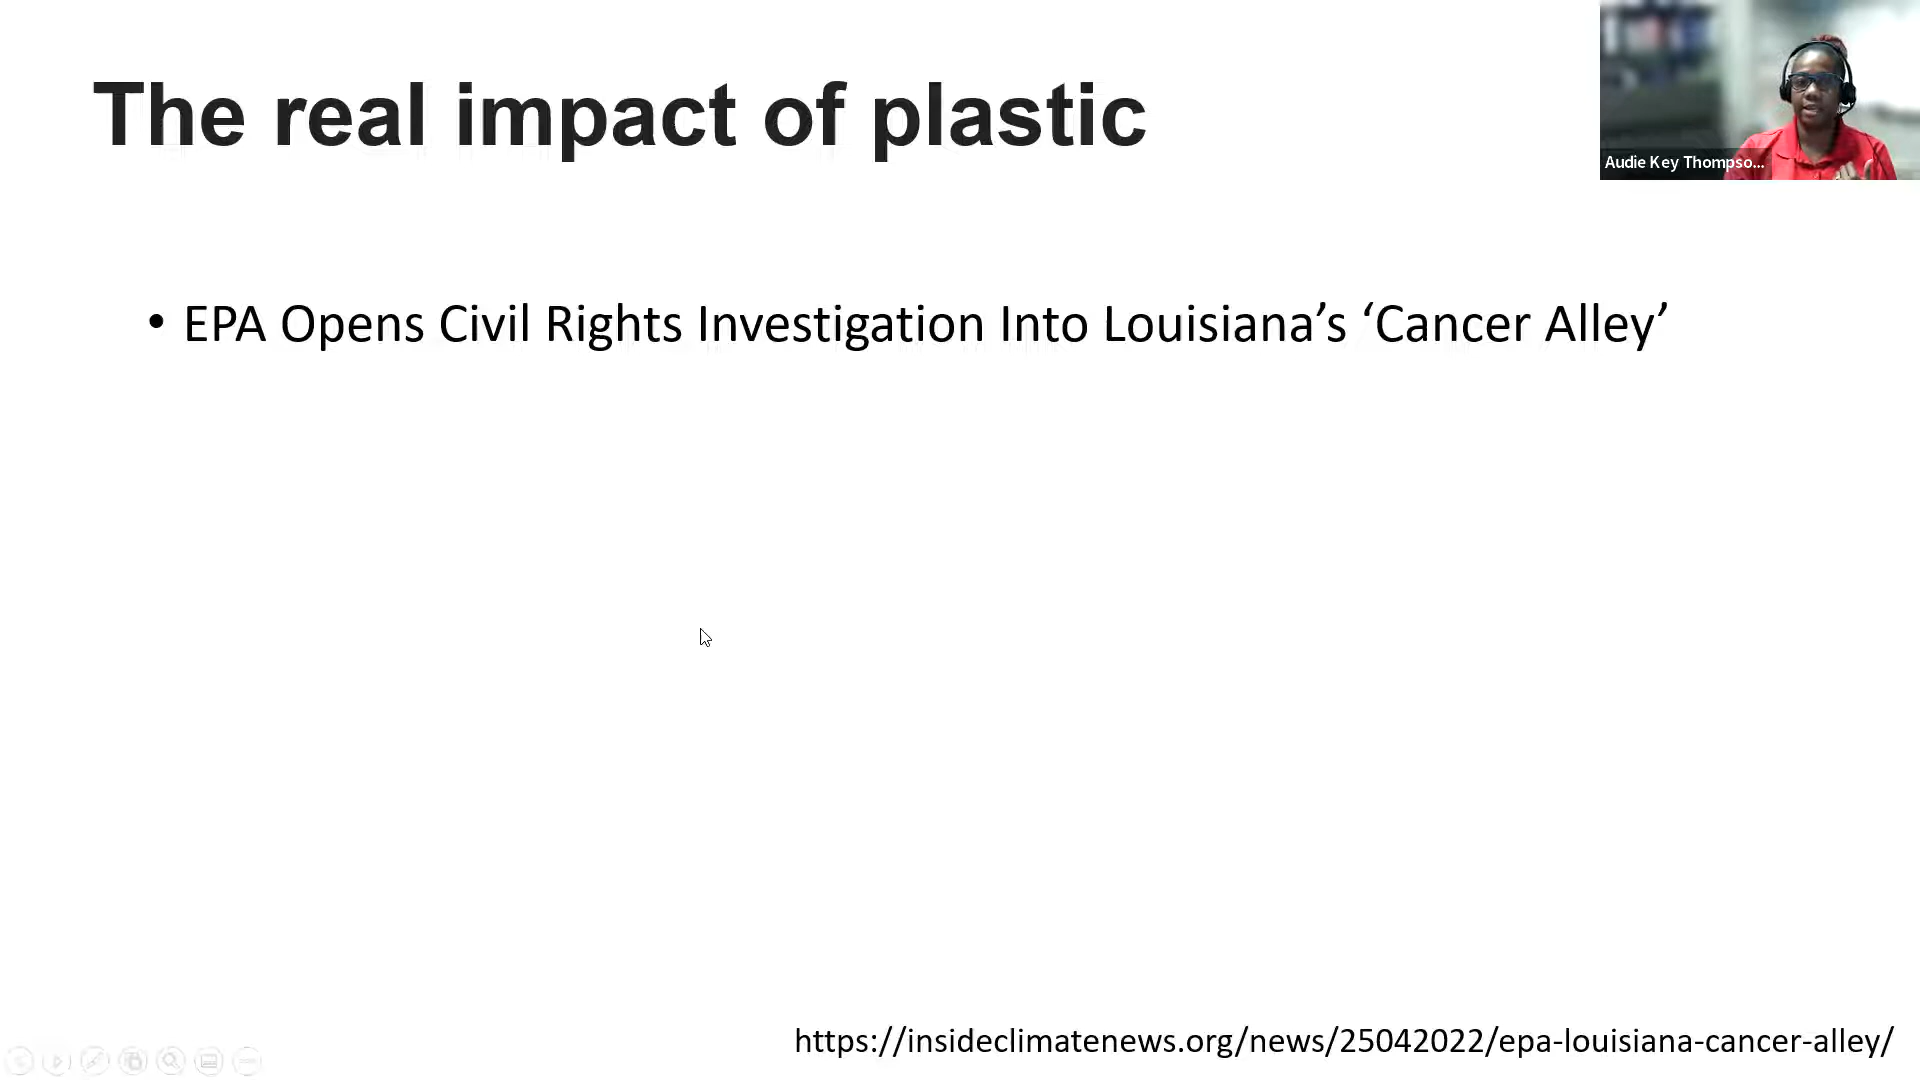 The real impact of plastic
Audie Key Thompso...
• EPA Opens Civil Rights Investigation Into Louisiana’s ‘Cancer Alley’
https://insideclimatenews.org/news/25042022/epa-louisiana-cancer-alley/